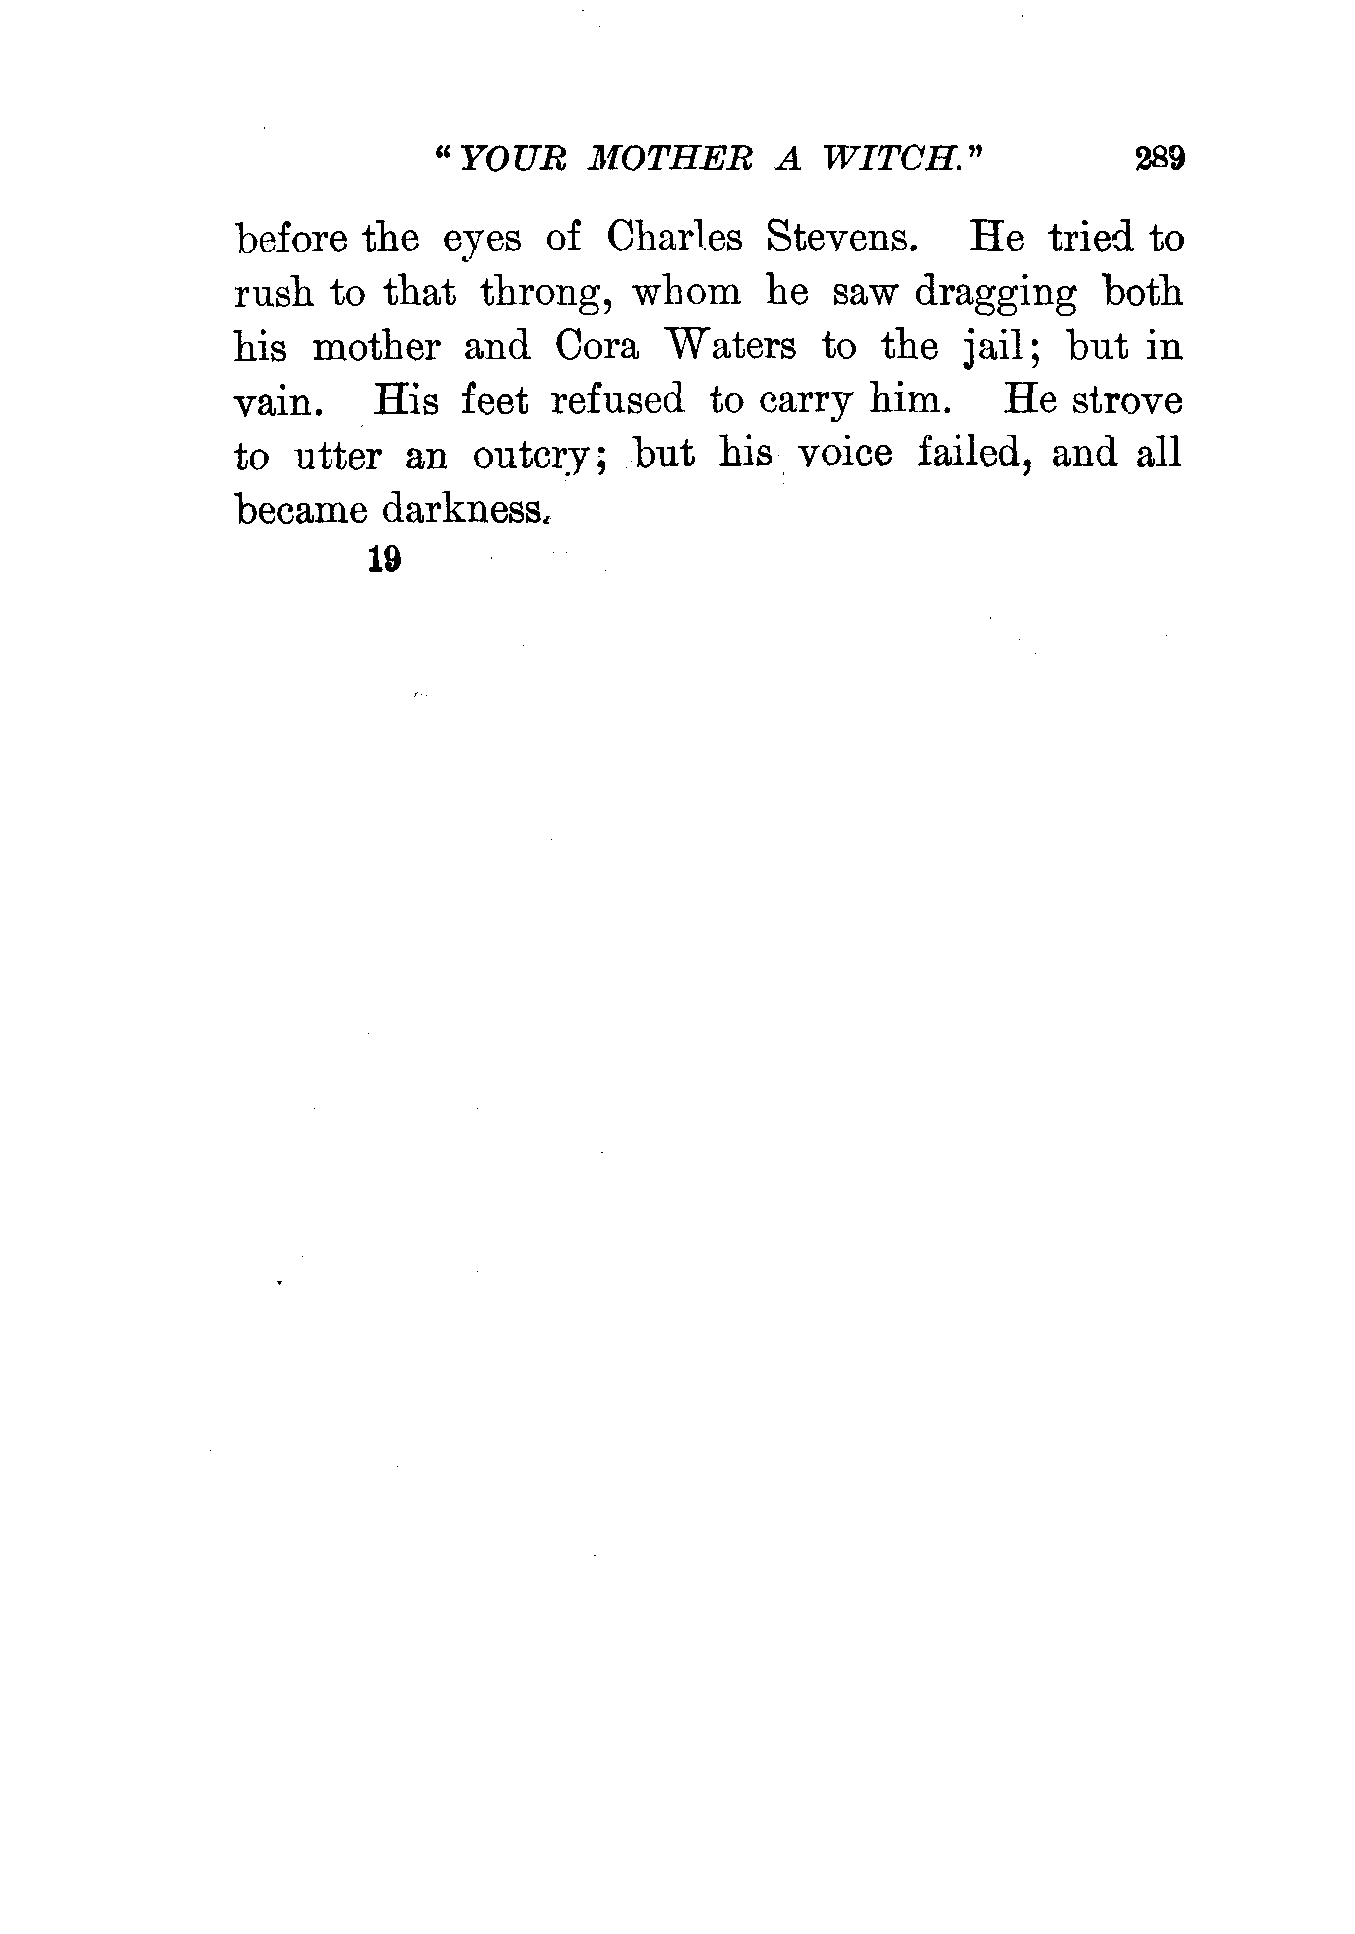 “YOUR MOTHER A WITCH.” 289
before the eyes of Charles Stevens. He tried to
rush to that throng, whom he saw dragging both
his mother and Cora Waters to the jail; but in
vain. His feet refused to carry him. He strove
to utter an outcry; but his voice failed, and all
became darkness.
19